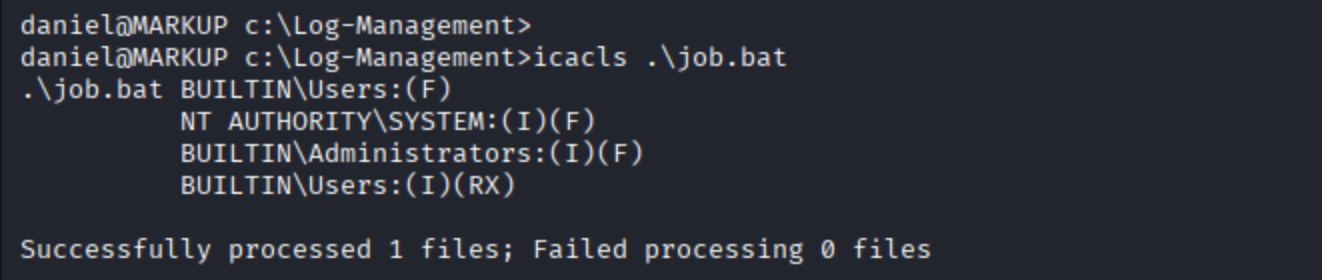 daniel@MARKUP c:\Log-Management>
daniel@MARKUP c:\Log-Management>icacls .\job.bat
.\job.bat BUILTIN\Users:(F)
NT AUTHORITY\SYSTEM:(I)(F)
BUILTIN\Administrators:(I)(F)
BUILTIN\Users:(I)(RX)
Successfully processed 1 files; Failed processing 0 files